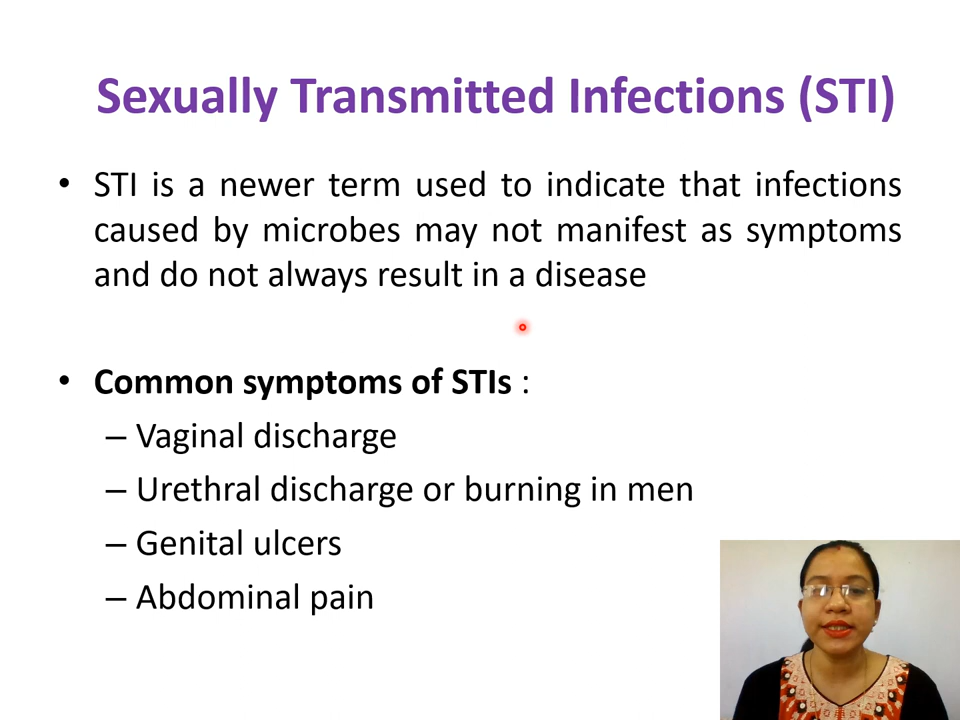 Sexually Transmitted Infections (STI)
• STI is a newer term used to indicate that infections
caused by microbes may not manifest as symptoms
and do not always result in a disease
• Common symptoms of STIs :
– Vaginal discharge
– Urethral discharge or burning in men
– Genital ulcers
– Abdominal pain